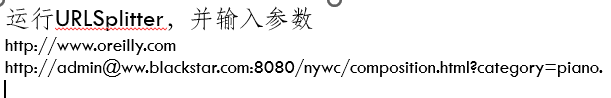 运行URLSplitter，并输入参数
http://www.oreilly.com
http://admin@ww.blackstar.com:8080/nywc/composition.html?category=piano.